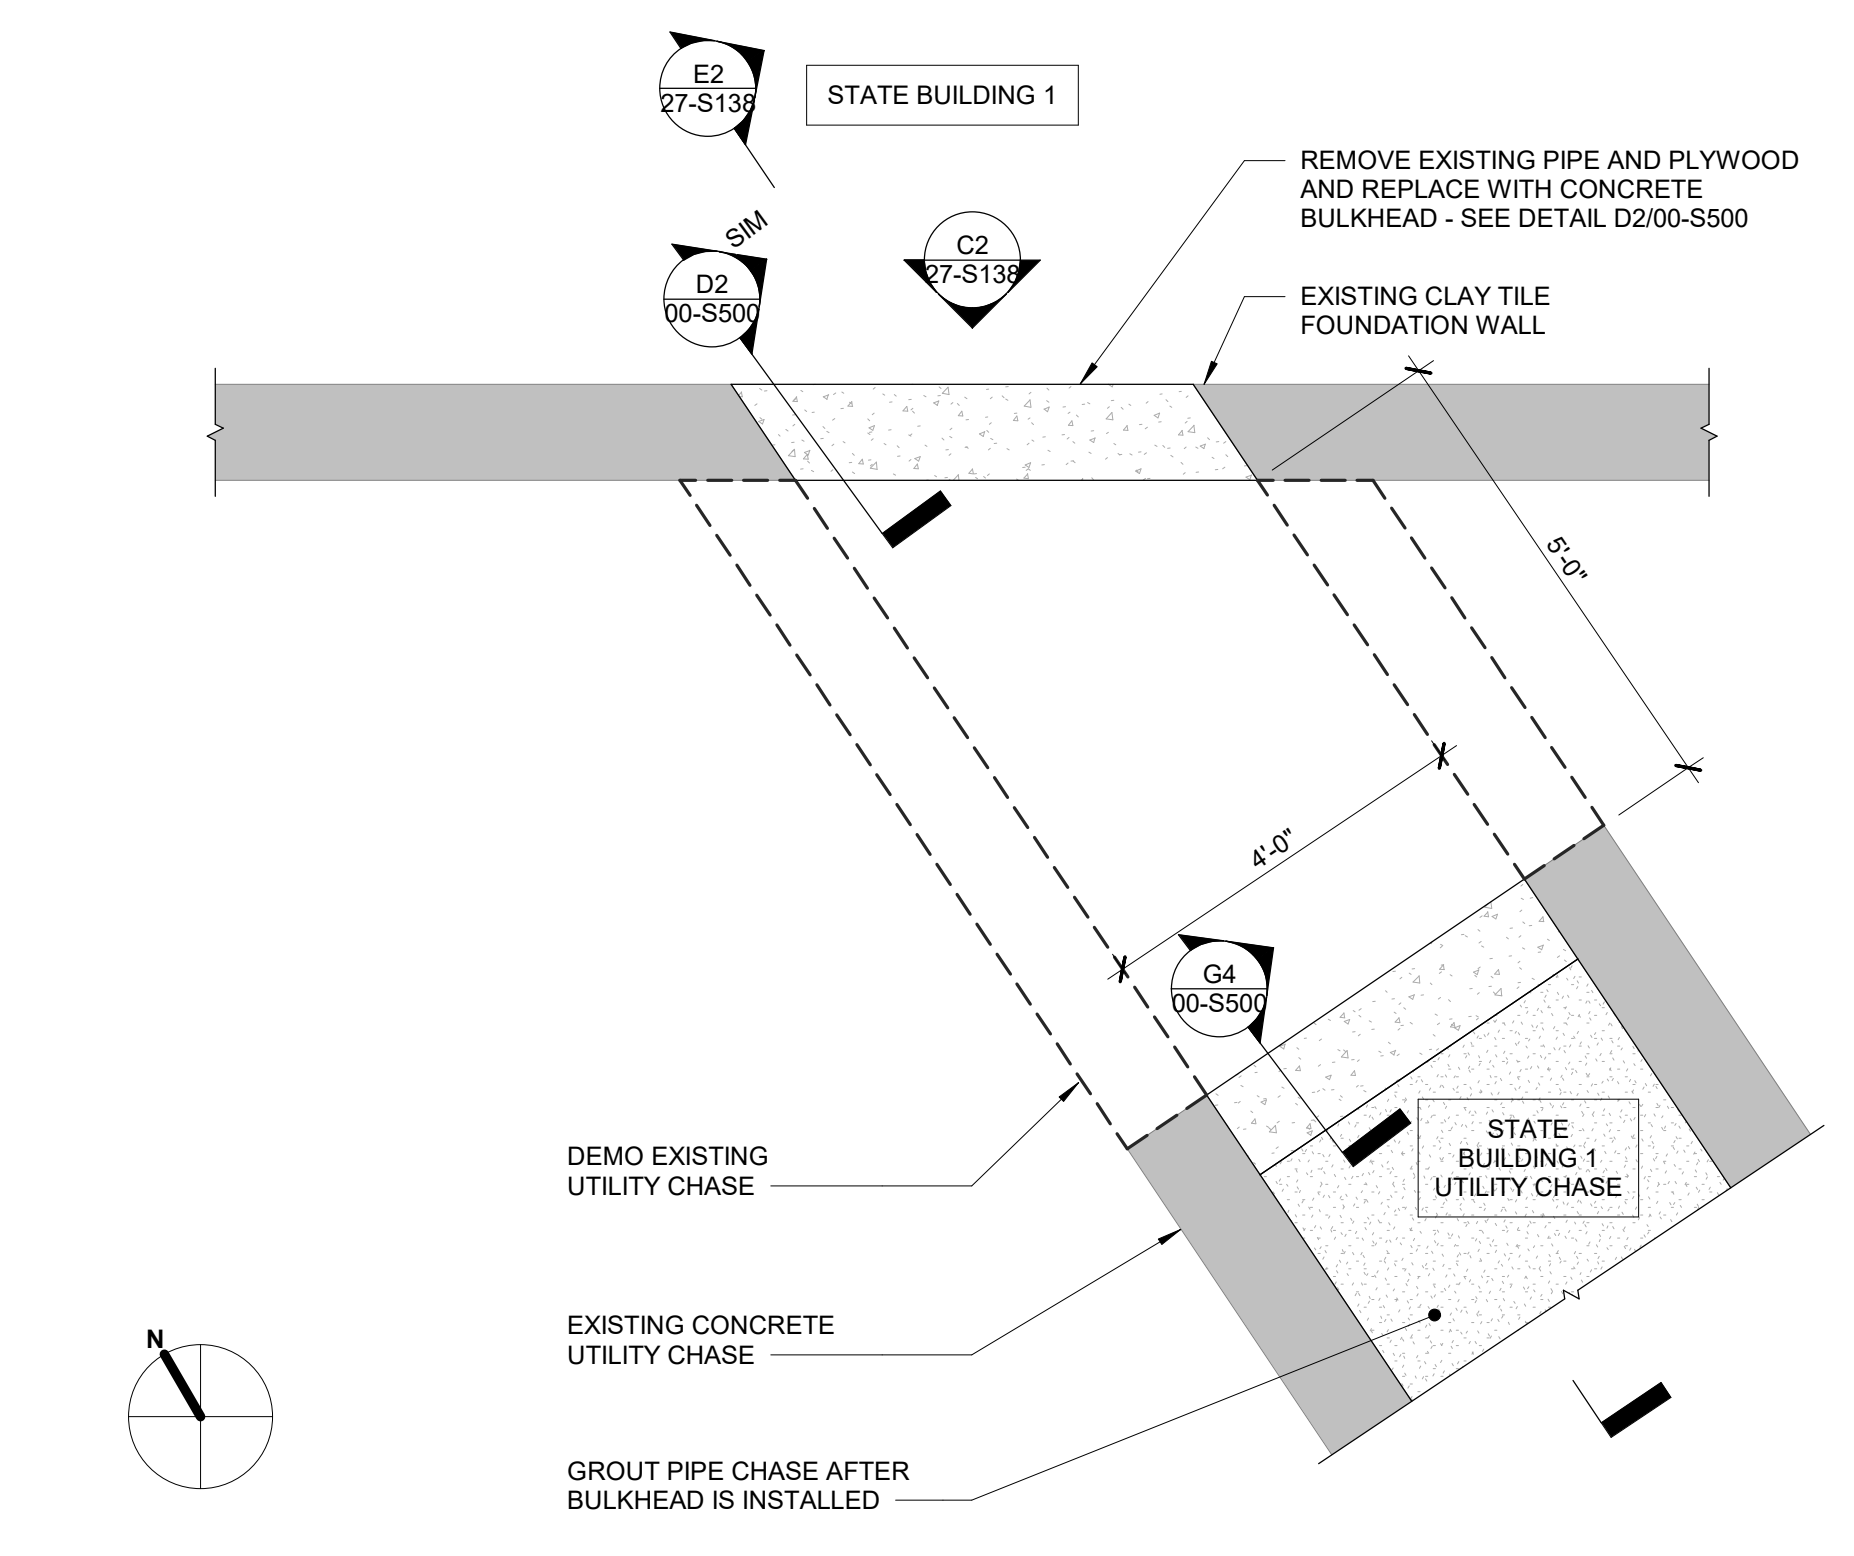 E2
27-S138
STATE BUILDING 1
REMOVE EXISTING PIPE AND PLYWOOD
AND REPLACE WITH CONCRETE
BULKHEAD - SEE DETAIL D2/00-S500
SIM
D2
00-S500
C2
27-S138
EXISTING CLAY TILE
FOUNDATION WALL
5'-0"
4'-0"
G4
00-S500
STATE
BUILDING 1
UTILITY CHASE
DEMO EXISTING
UTILITY CHASE
EXISTING CONCRETE
UTILITY CHASE
N
GROUT PIPE CHASE AFTER
BULKHEAD IS INSTALLED